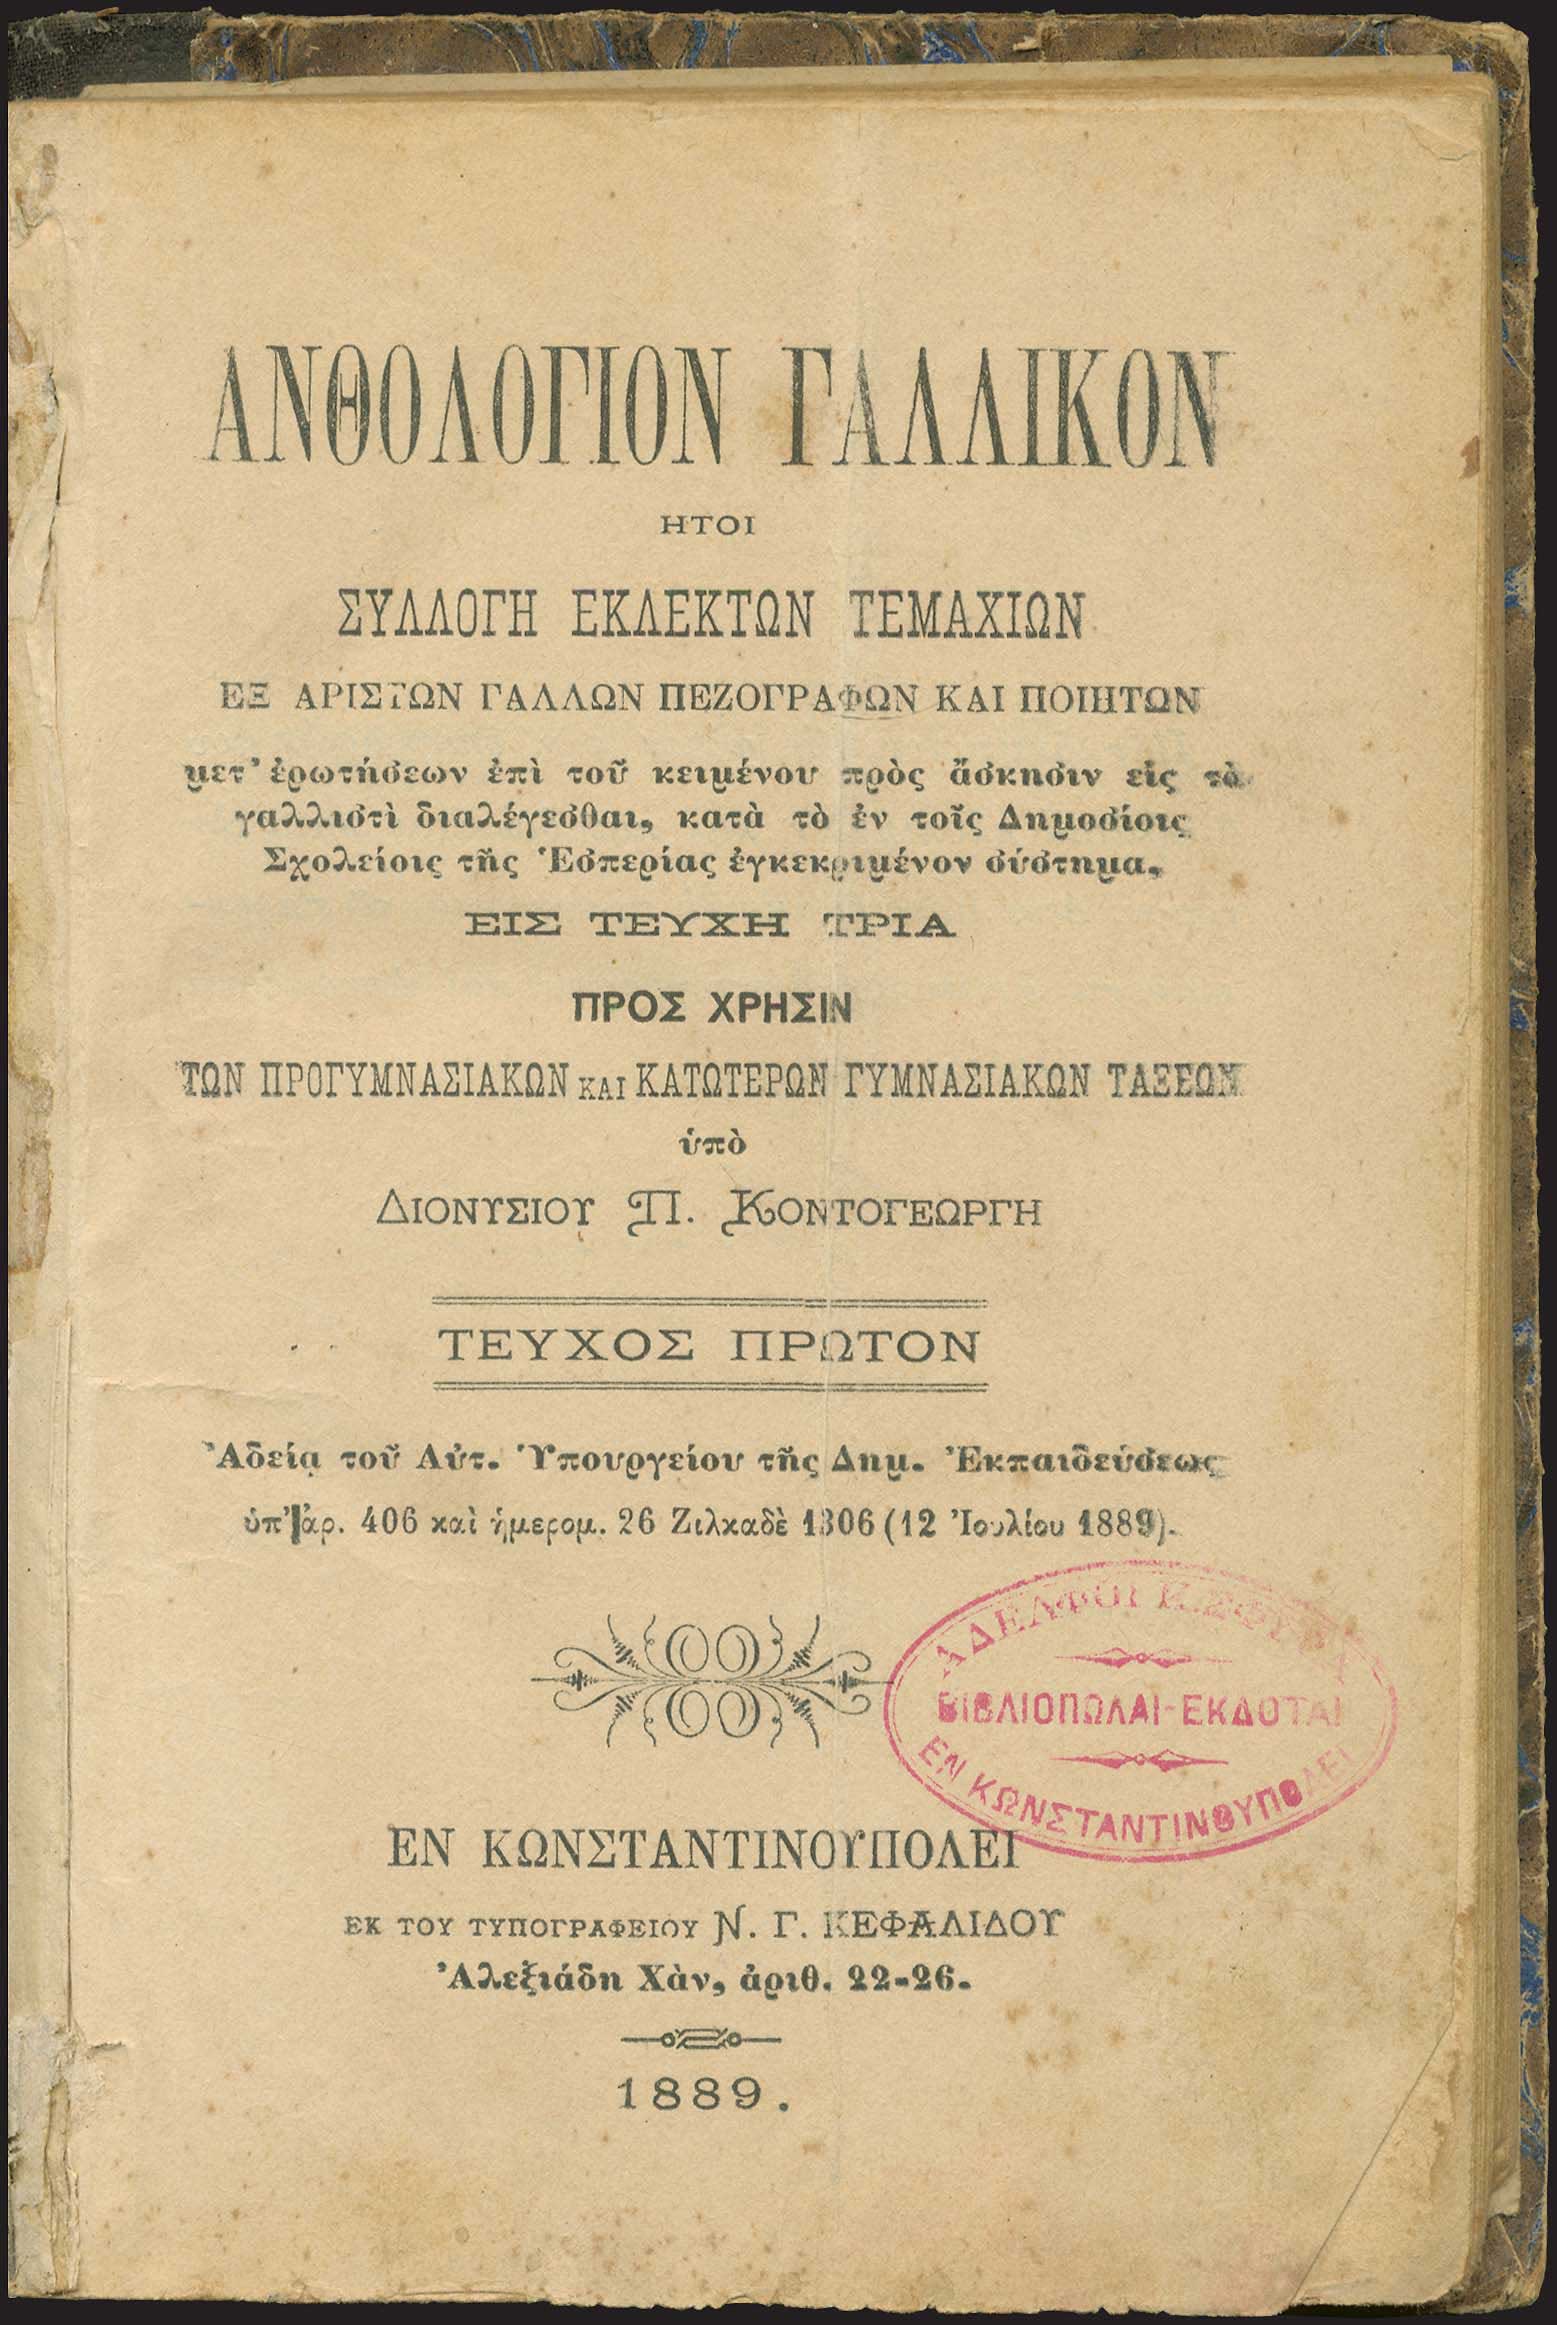 ΑΝΘΟΛΟΓΙΟΝ ΓΑΛΛΙΚΟΝ
ΗΤΟΙ
ΣΥΛΛΟΓΗ ΕΚΛΕΚΤΩΝ ΤΕΜΑΧΙΩΝ
ΕΞ ΑΡΙΣΤΩΝ ΓΑΛΛΩΝ ΠΕΖΟΓΡΑΦΩΝ ΚΑΙ ΠΟΙΗΤΩΝ
μετ' ἐρωτήσεων ἐπὶ τοῦ κειμένου πρὸς ἄσκησιν εἰς τὸ
γαλλιστὶ διαλέγεσθαι, κατὰ τὸ ἐν τοῖς Δημοσίοις
Σχολείοις τῆς Ἑσπερίας ἐγκεκριμένον σύστημα,
ΕΙΣ ΤΕΥΧΗ ΤΡΙΑ
ΠΡΟΣ ΧΡΗΣΙΝ
ΤΩΝ ΠΡΟΓΥΜΝΑΣΙΑΚΩΝ ΚΑΙ ΚΑΤΩΤΕΡΩΝ ΓΥΜΝΑΣΙΑΚΩΝ ΤΑΞΕΩΝ
ὑπὸ
ΔΙΟΝΥΣΙΟΥ Π. ΚΟΝΤΟΓΕΩΡΓΗ
ΤΕΥΧΟΣ ΠΡΩΤΟΝ
Ἀδείᾳ τοῦ Αὐτ. Ὑπουργείου τῆς Δημ. Ἐκπαιδεύσεως
ὑπ' ἀρ. 406 καὶ ἡμερομ. 26 Ζιλκαδὲ 1306 (12 Ἰουλίου 1889).
ΑΔΕΛΦΟΙ Κ.
ΒΙΒΛΙΟΠΩΛΑΙ-ΕΚΔΟΤΑΙ
ΕΝ ΚΩΝΣΤΑΝΤΙΝΟΥΠΟΛΕΙ
ΕΝ ΚΩΝΣΤΑΝΤΙΝΟΥΠΟΛΕΙ
ΕΚ ΤΟΥ ΤΥΠΟΓΡΑΦΕΙΟΥ Ν. Γ. ΚΕΦΑΛΙΔΟΥ
Ἀλεξιάδη Χὰν, ἀριθ. 22-26.
1889.